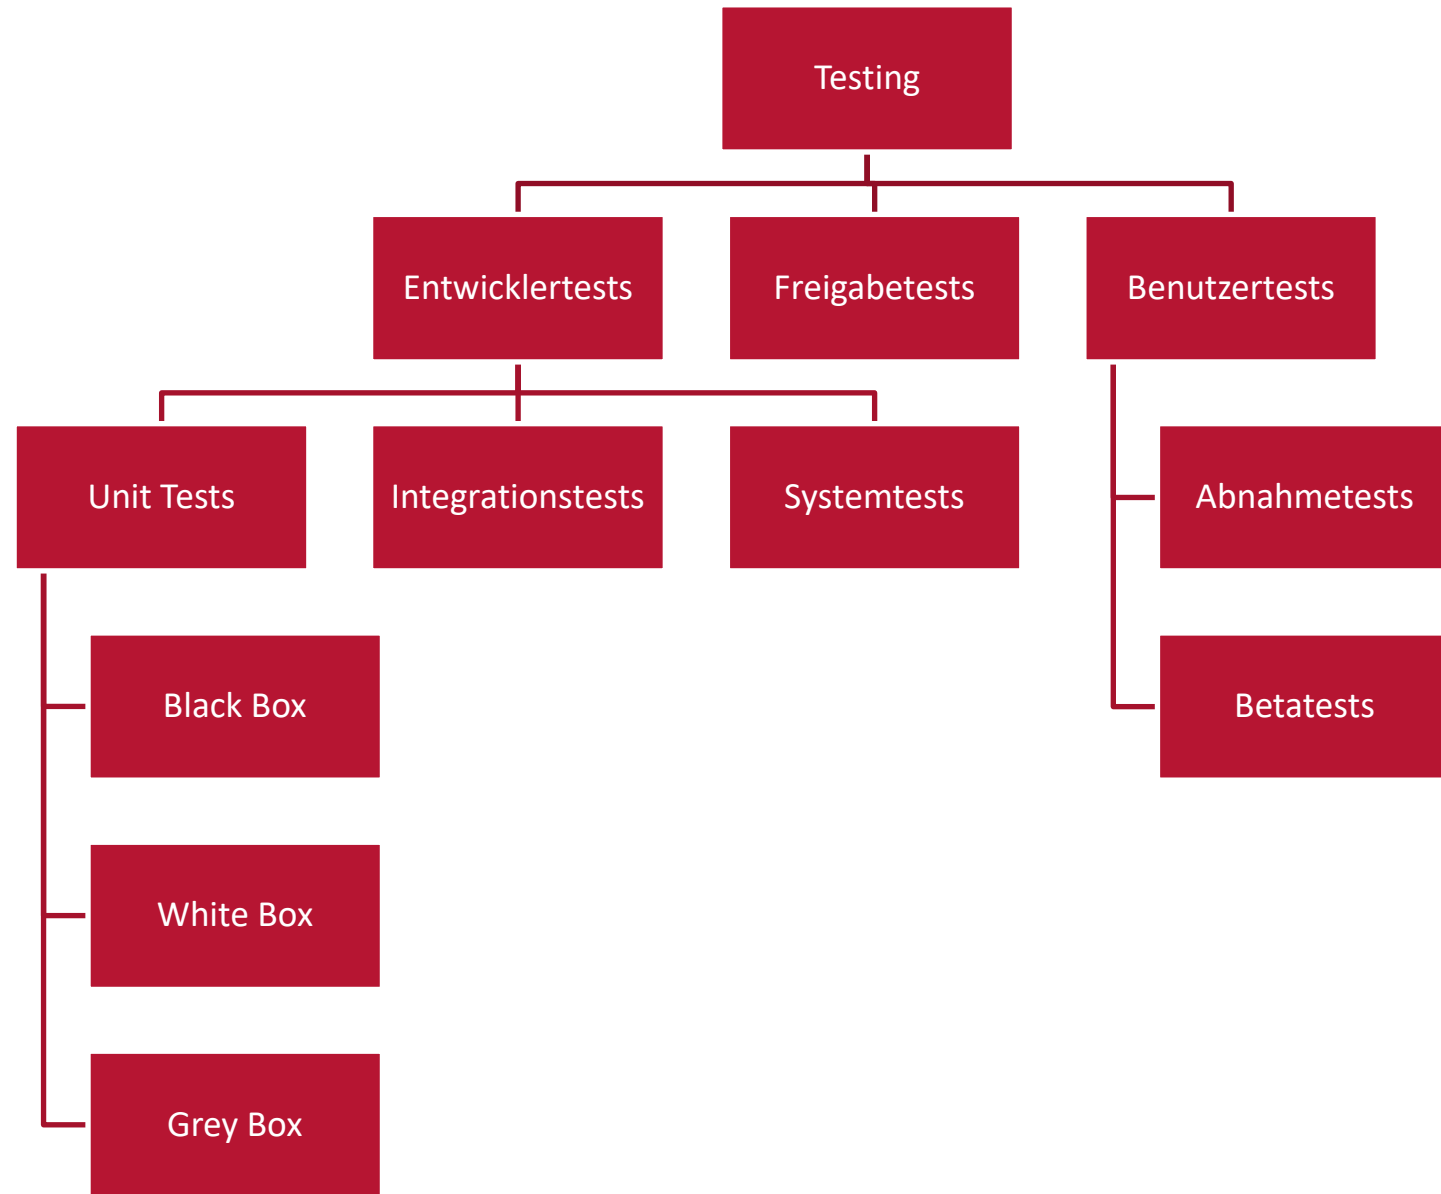 Testing
Entwicklertests
Freigabetests
Benutzertests
Unit Tests
Integrationstests
Systemtests
Abnahmetests
Black Box
Betatests
White Box
Grey Box